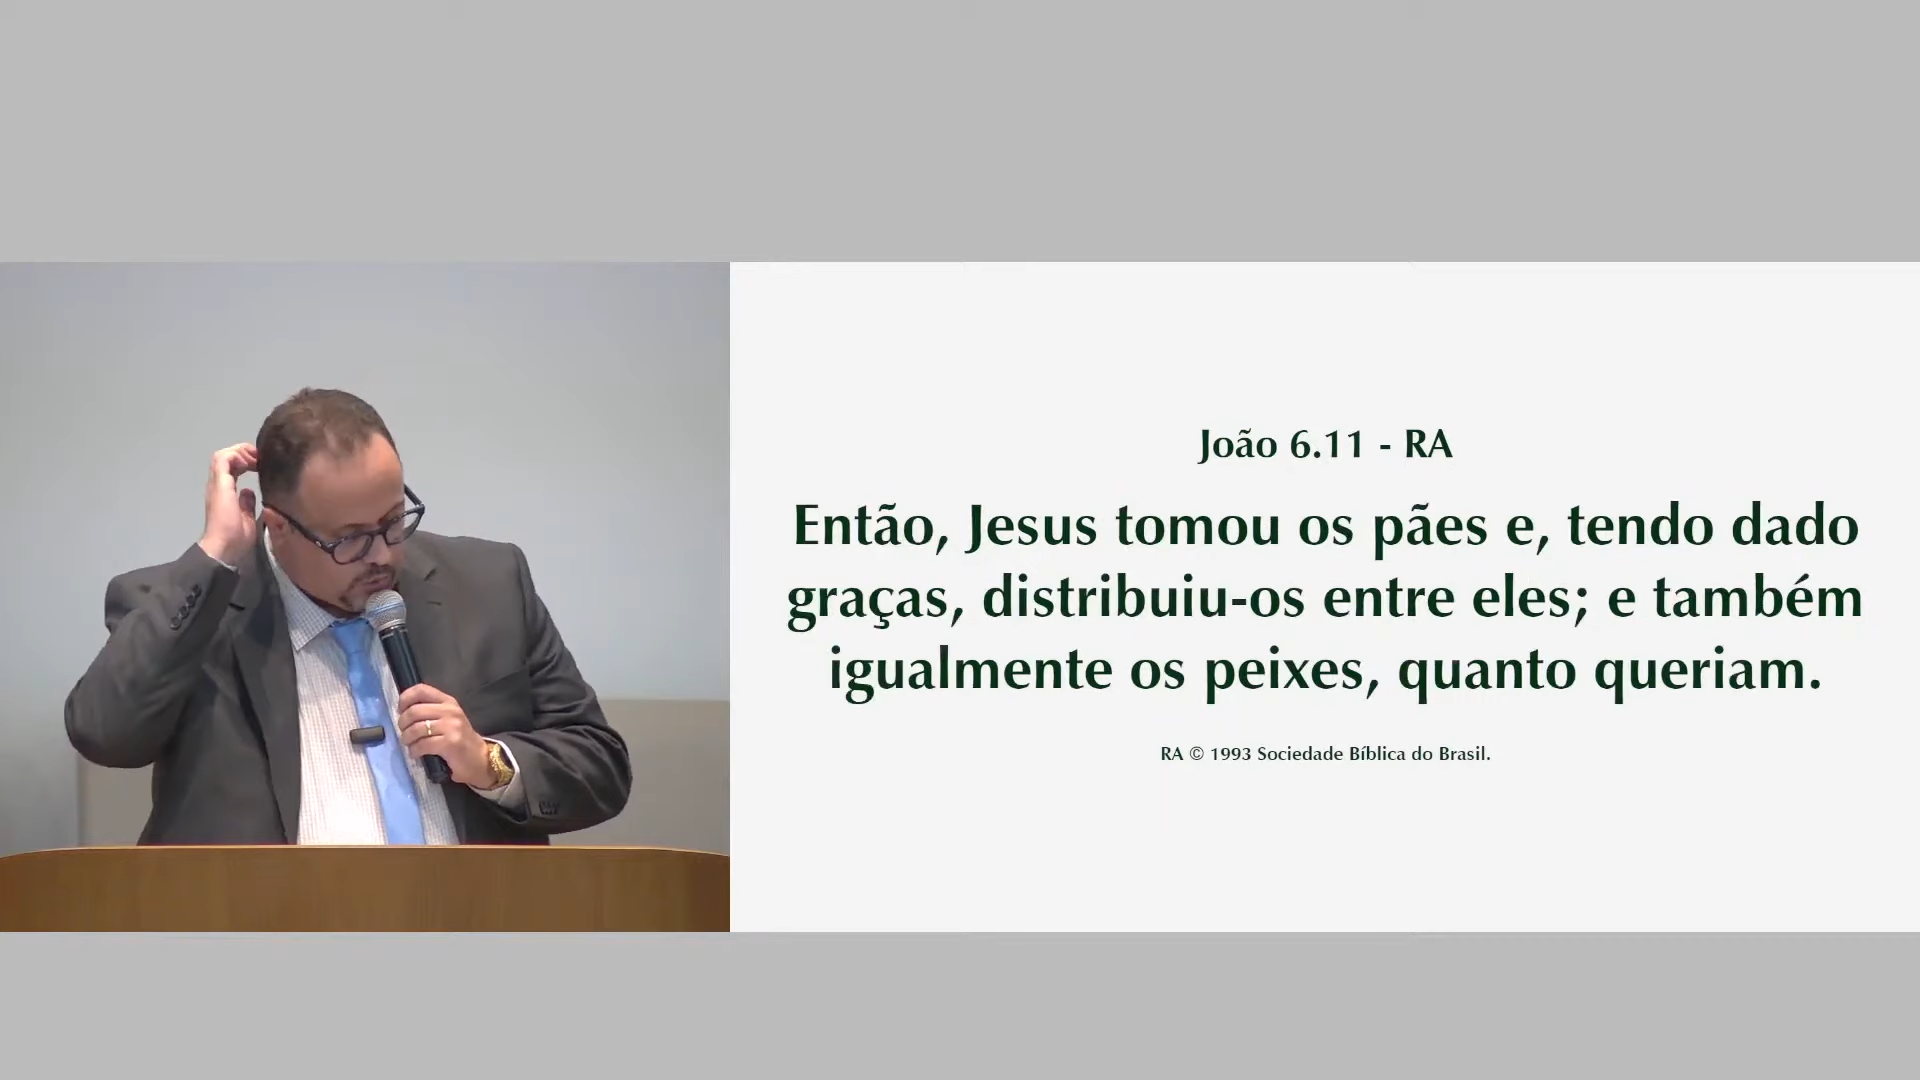 João 6.11 - RA
Então, Jesus tomou os pães e, tendo dado
graças, distribuiu-os entre eles; e também
igualmente os peixes, quanto queriam.
RA © 1993 Sociedade Bíblica do Brasil.